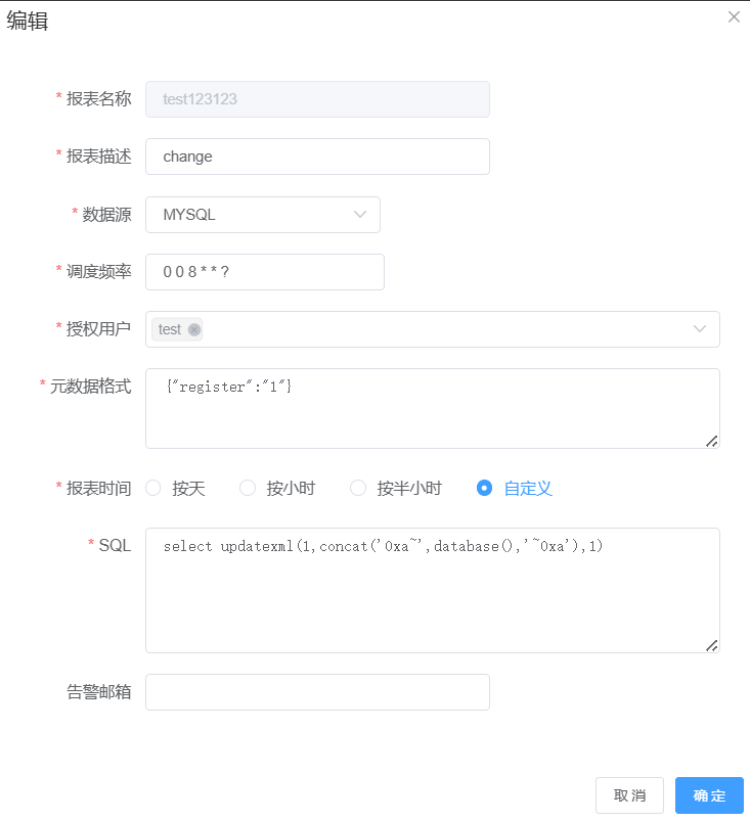 编辑
* 报表名称 test123123
* 报表描述 change
* 数据源 MYSQL
* 调度频率 0 0 8 * * ?
* 授权用户 test
* 元数据格式 {"register":"1"}
* 报表时间 按天 按小时 按半小时 自定义
* SQL select updatexml(1,concat('0xa~',database(),'~0xa'),1)
告警邮箱
取消 确定